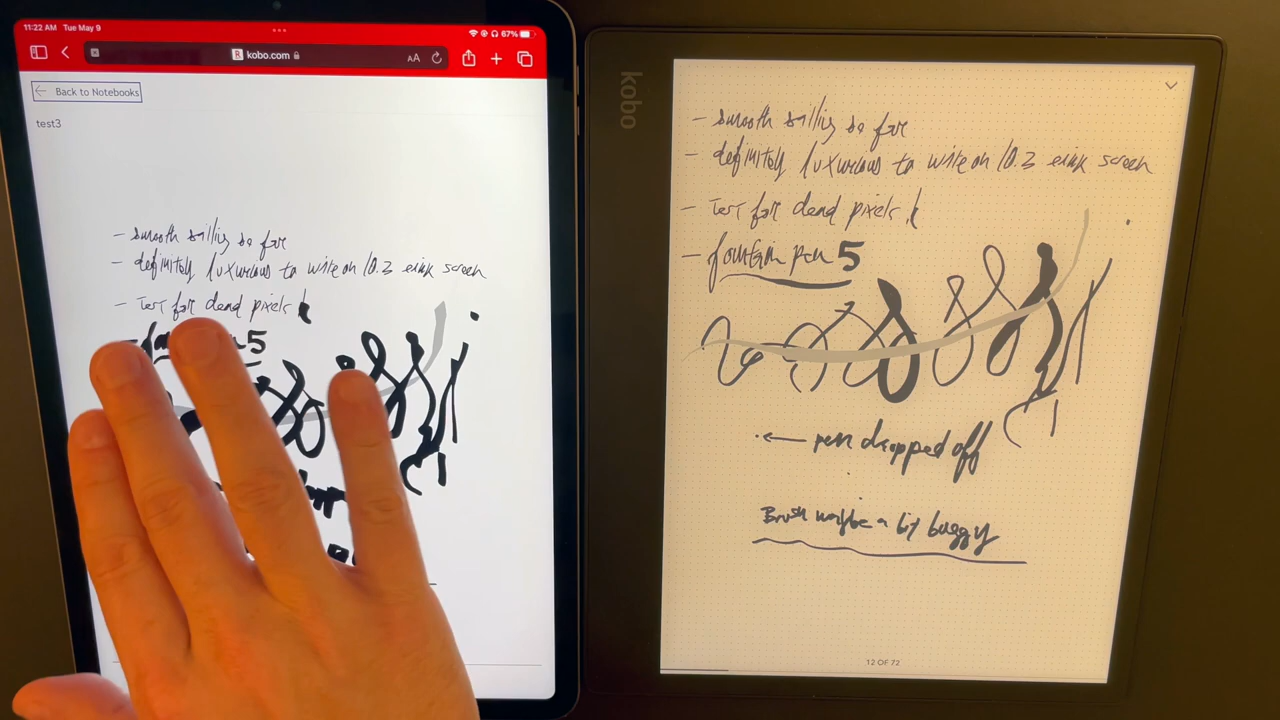 11:22 AM Tue May 9
67%
kobo.com
AA
← Back to Notebooks
test3
- smooth sailing so far
- definitely luxurious to write on 10.3 eink screen
- Test for dead pixels
5
kobo
- smooth sailing so far
- definitely luxurious to write on 10.3 eink screen
- Test for dead pixels
- fountain pen 5
← pen dropped off
Brush maybe a bit buggy
12 OF 72